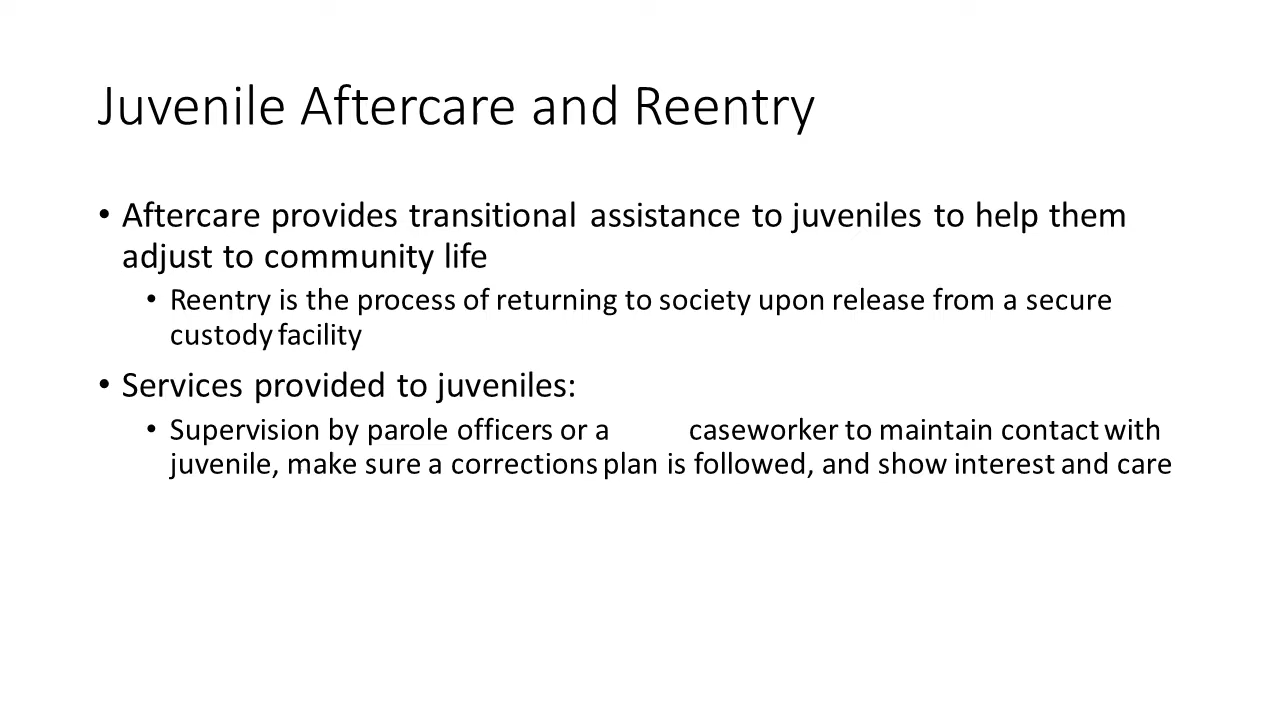 Juvenile Aftercare and Reentry
• Aftercare provides transitional assistance to juveniles to help them
adjust to community life
• Reentry is the process of returning to society upon release from a secure
custody facility
• Services provided to juveniles:
• Supervision by parole officers or a caseworker to maintain contact with
juvenile, make sure a corrections plan is followed, and show interest and care